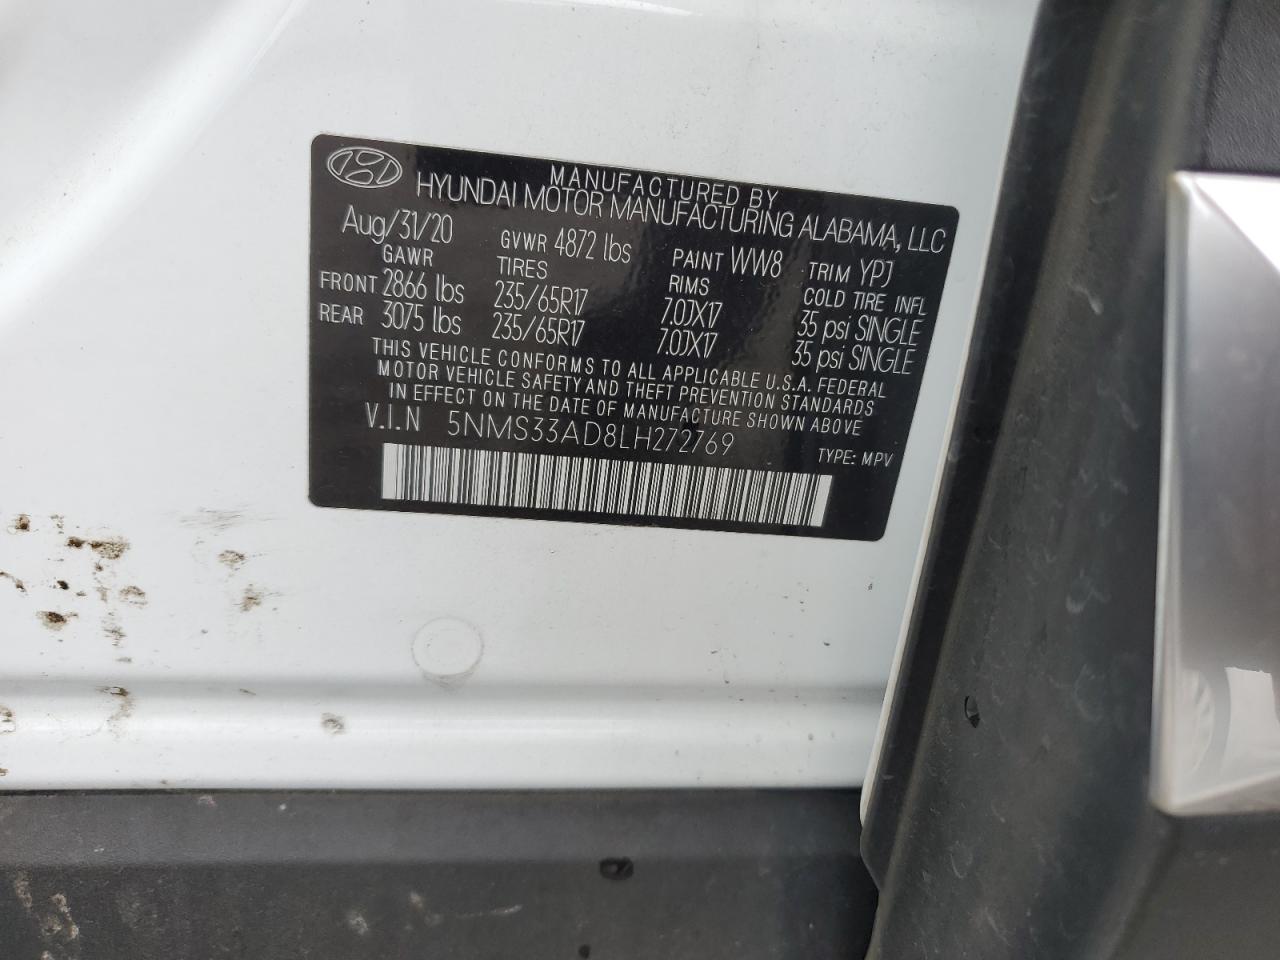 MANUFACTURED BY
HYUNDAI MOTOR MANUFACTURING ALABAMA, LLC
Aug/31/20 GVWR 4872 lbs PAINT WW8 TRIM YPJ
GAWR TIRES RIMS COLD TIRE INFL
FRONT 2866 lbs 235/65R17 7.0JX17 35 psi SINGLE
REAR 3075 lbs 235/65R17 7.0JX17 35 psi SINGLE
THIS VEHICLE CONFORMS TO ALL APPLICABLE U.S.A. FEDERAL
MOTOR VEHICLE SAFETY AND THEFT PREVENTION STANDARDS
IN EFFECT ON THE DATE OF MANUFACTURE SHOWN ABOVE
V.I.N 5NMS33AD8LH272769 TYPE: MPV